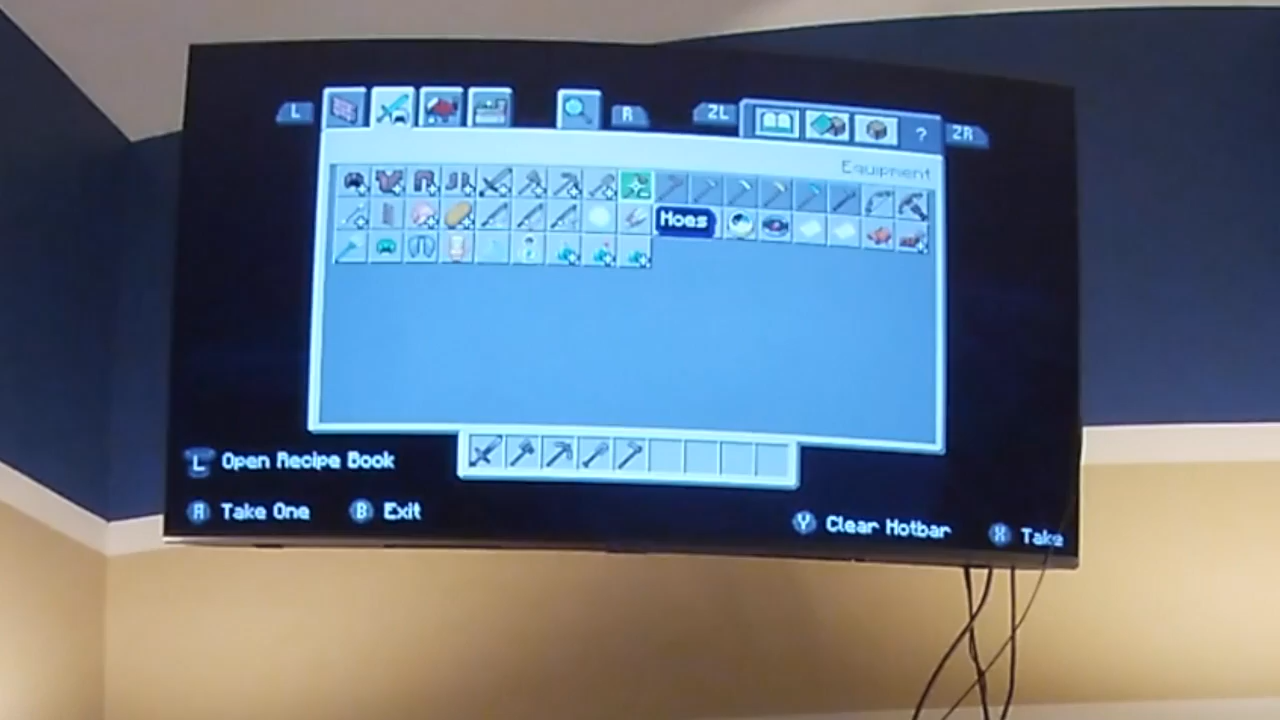 L
R
ZL
?
ZR
Equipment
Hoes
L Open Recipe Book
A Take One
B Exit
Y Clear Hotbar
X Take